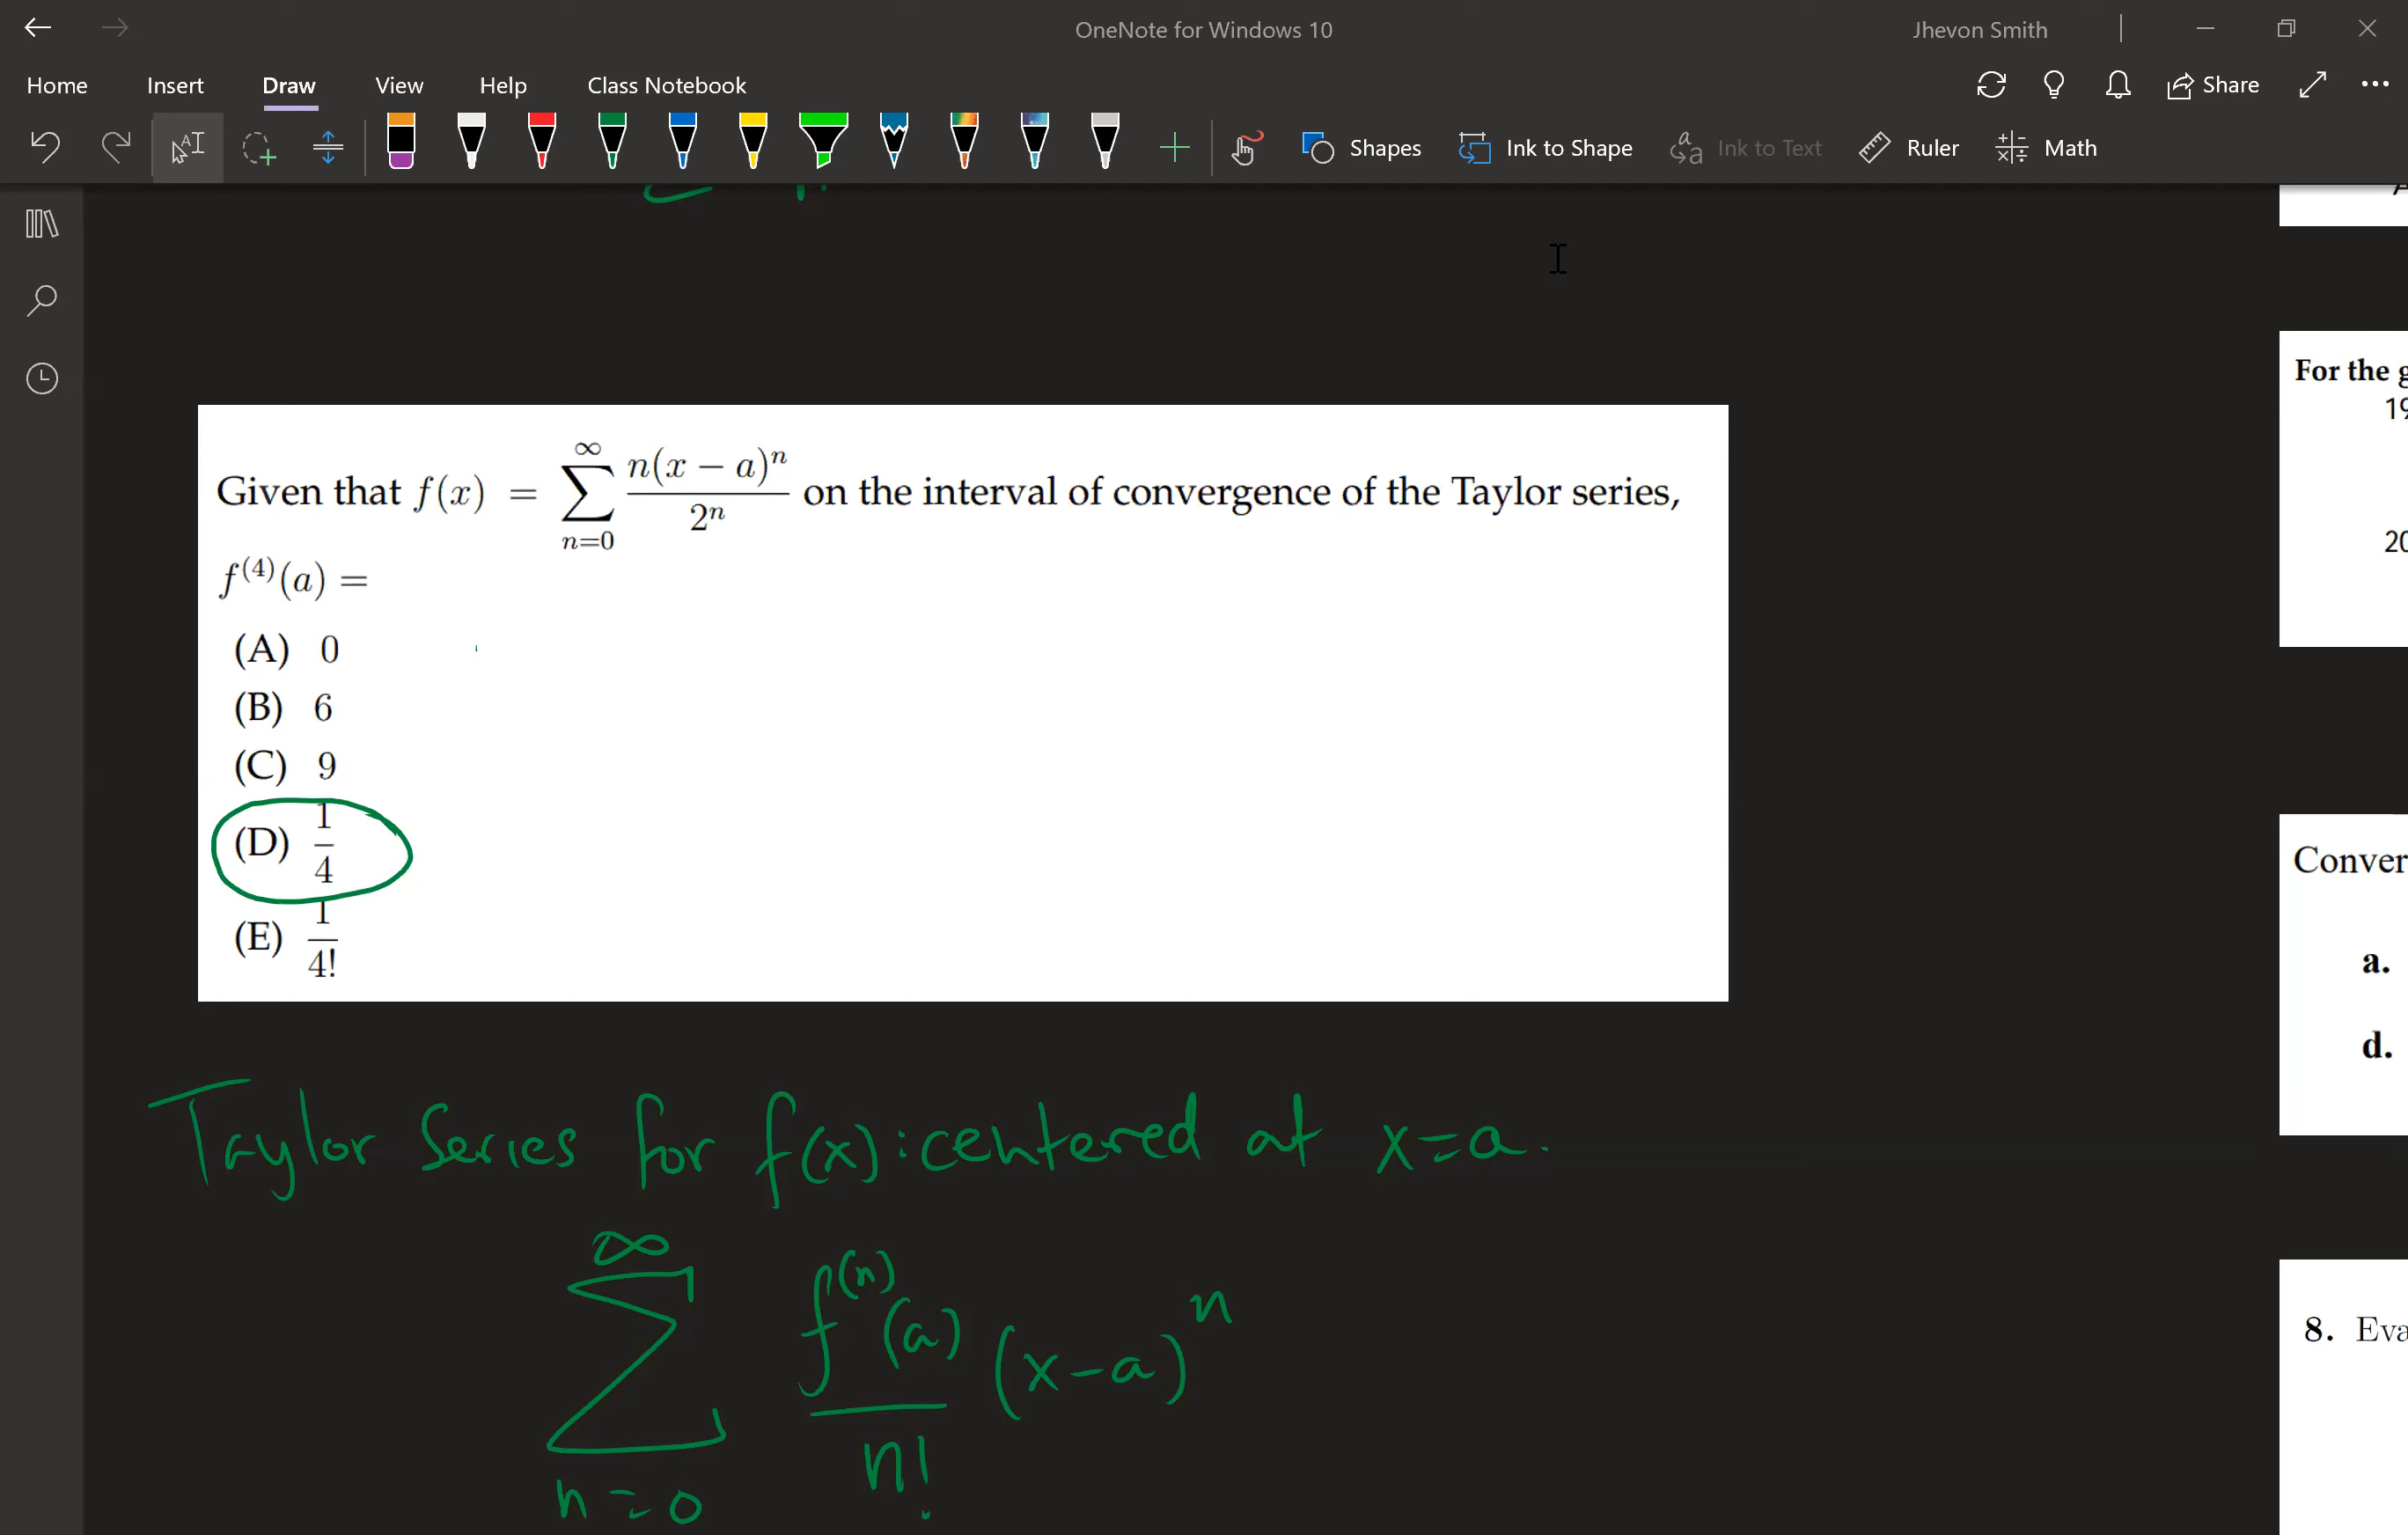 OneNote for Windows 10
Jhevon Smith
Home Insert Draw View Help Class Notebook
Share
Shapes Ink to Shape Ink to Text Ruler Math
Given that f(x) = ∑_{n=0}^{∞} n(x − a)^n / 2^n on the interval of convergence of the Taylor series,
f^{(4)}(a) =
(A) 0
(B) 6
(C) 9
(D) 1/4
(E) 1/4!
Taylor Series for f(x): centered at x=a.
∑_{n=0}^{∞} f^{(n)}(a)/n! (x-a)^n
For the
19
20
a.
d.
8.